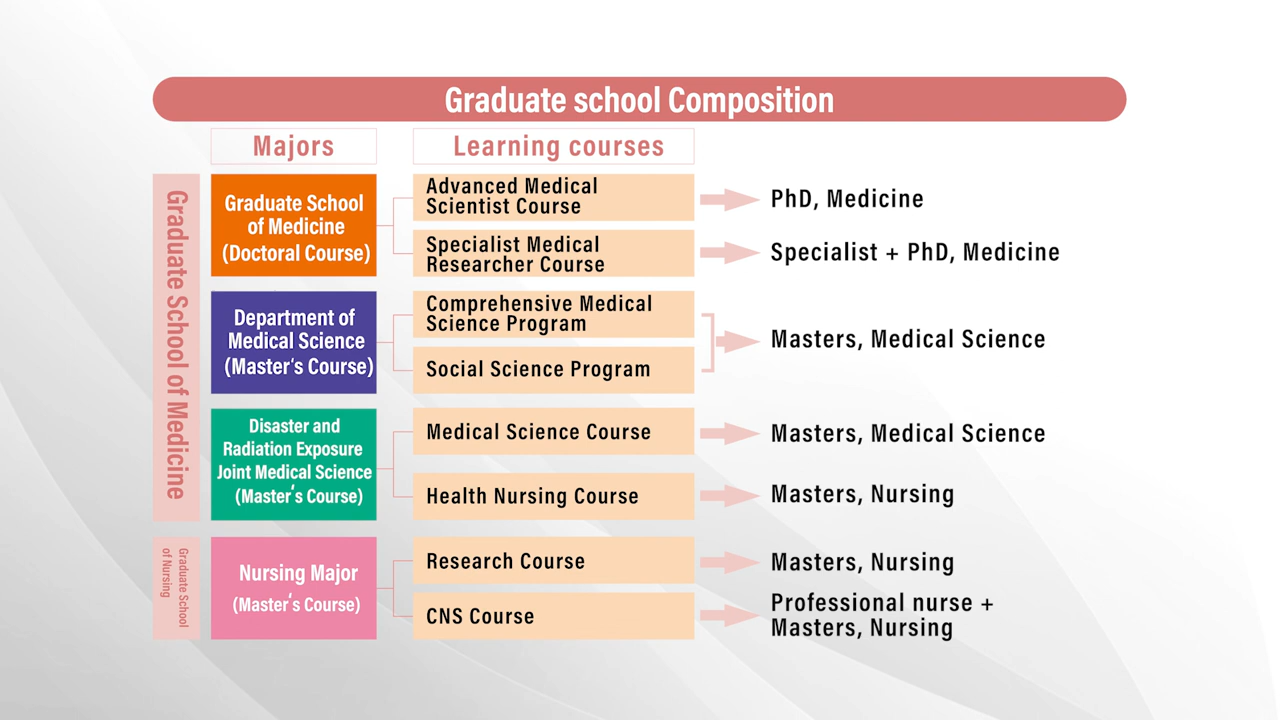 Graduate school Composition
Majors
Learning courses
Graduate School of Medicine
Graduate School
of Medicine
(Doctoral Course)
Advanced Medical
Scientist Course
PhD, Medicine
Specialist Medical
Researcher Course
Specialist + PhD, Medicine
Department of
Medical Science
(Master's Course)
Comprehensive Medical
Science Program
Social Science Program
Masters, Medical Science
Disaster and
Radiation Exposure
Joint Medical Science
(Master's Course)
Medical Science Course
Masters, Medical Science
Health Nursing Course
Masters, Nursing
Graduate School
of Nursing
Nursing Major
(Master's Course)
Research Course
Masters, Nursing
CNS Course
Professional nurse +
Masters, Nursing